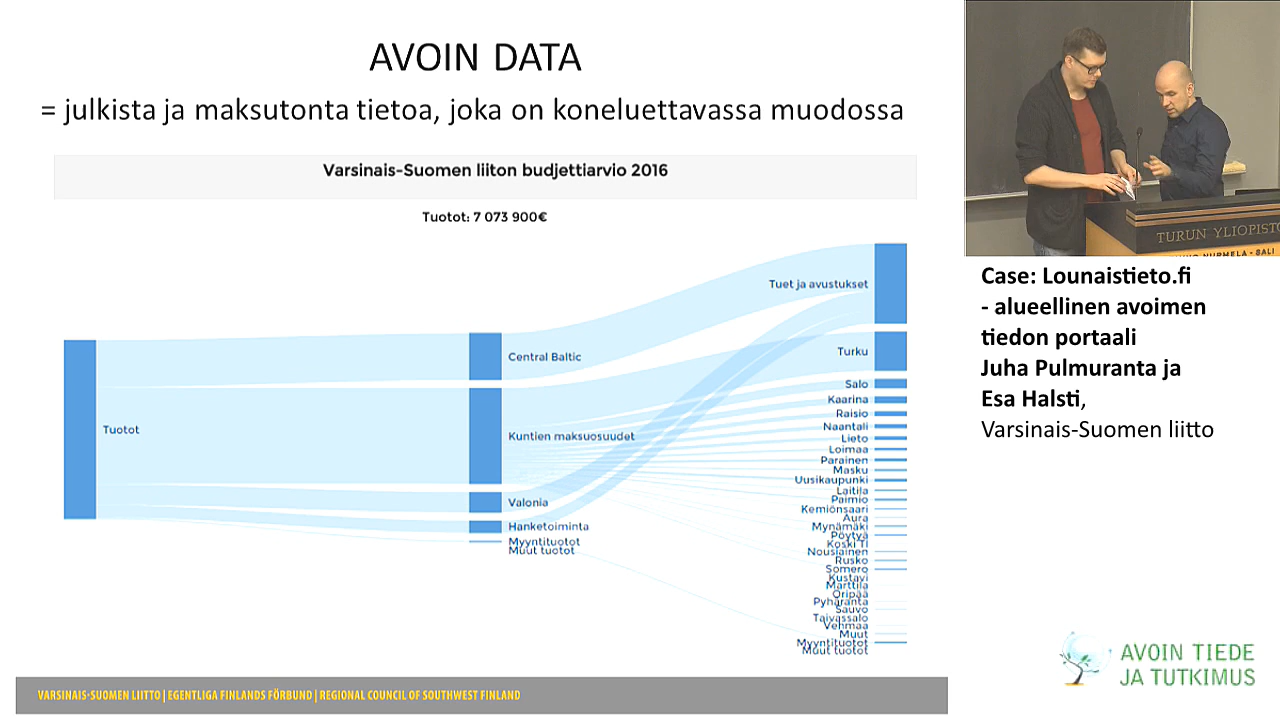 AVOIN DATA
= julkista ja maksutonta tietoa, joka on koneluettavassa muodossa
Varsinais-Suomen liiton budjettiarvio 2016
Tuotot: 7 073 900€
Tuotot
Central Baltic
Kuntien maksuosuudet
Valonia
Hanketoiminta
Myyntituotot
Muut tuotot
Tuet ja avustukset
Turku
Salo
Kaarina
Raisio
Naantali
Lieto
Loimaa
Parainen
Masku
Uusikaupunki
Laitila
Paimio
Kemiönsaari
Aura
Mynämäki
Pöytyä
Koski Tl
Nousiainen
Rusko
Somero
Kustavi
Marttila
Oripää
Pyhäranta
Sauvo
Taivassalo
Vehmaa
Muut
Myyntituotot
Muut tuotot
VARSINAIS-SUOMEN LIITTO | EGENTLIGA FINLANDS FÖRBUND | REGIONAL COUNCIL OF SOUTHWEST FINLAND
TURUN YLIOPISTO
NURMELA - SALI
Case: Lounaistieto.fi
- alueellinen avoimen
tiedon portaali
Juha Pulmuranta ja
Esa Halsti,
Varsinais-Suomen liitto
AVOIN TIEDE
JA TUTKIMUS